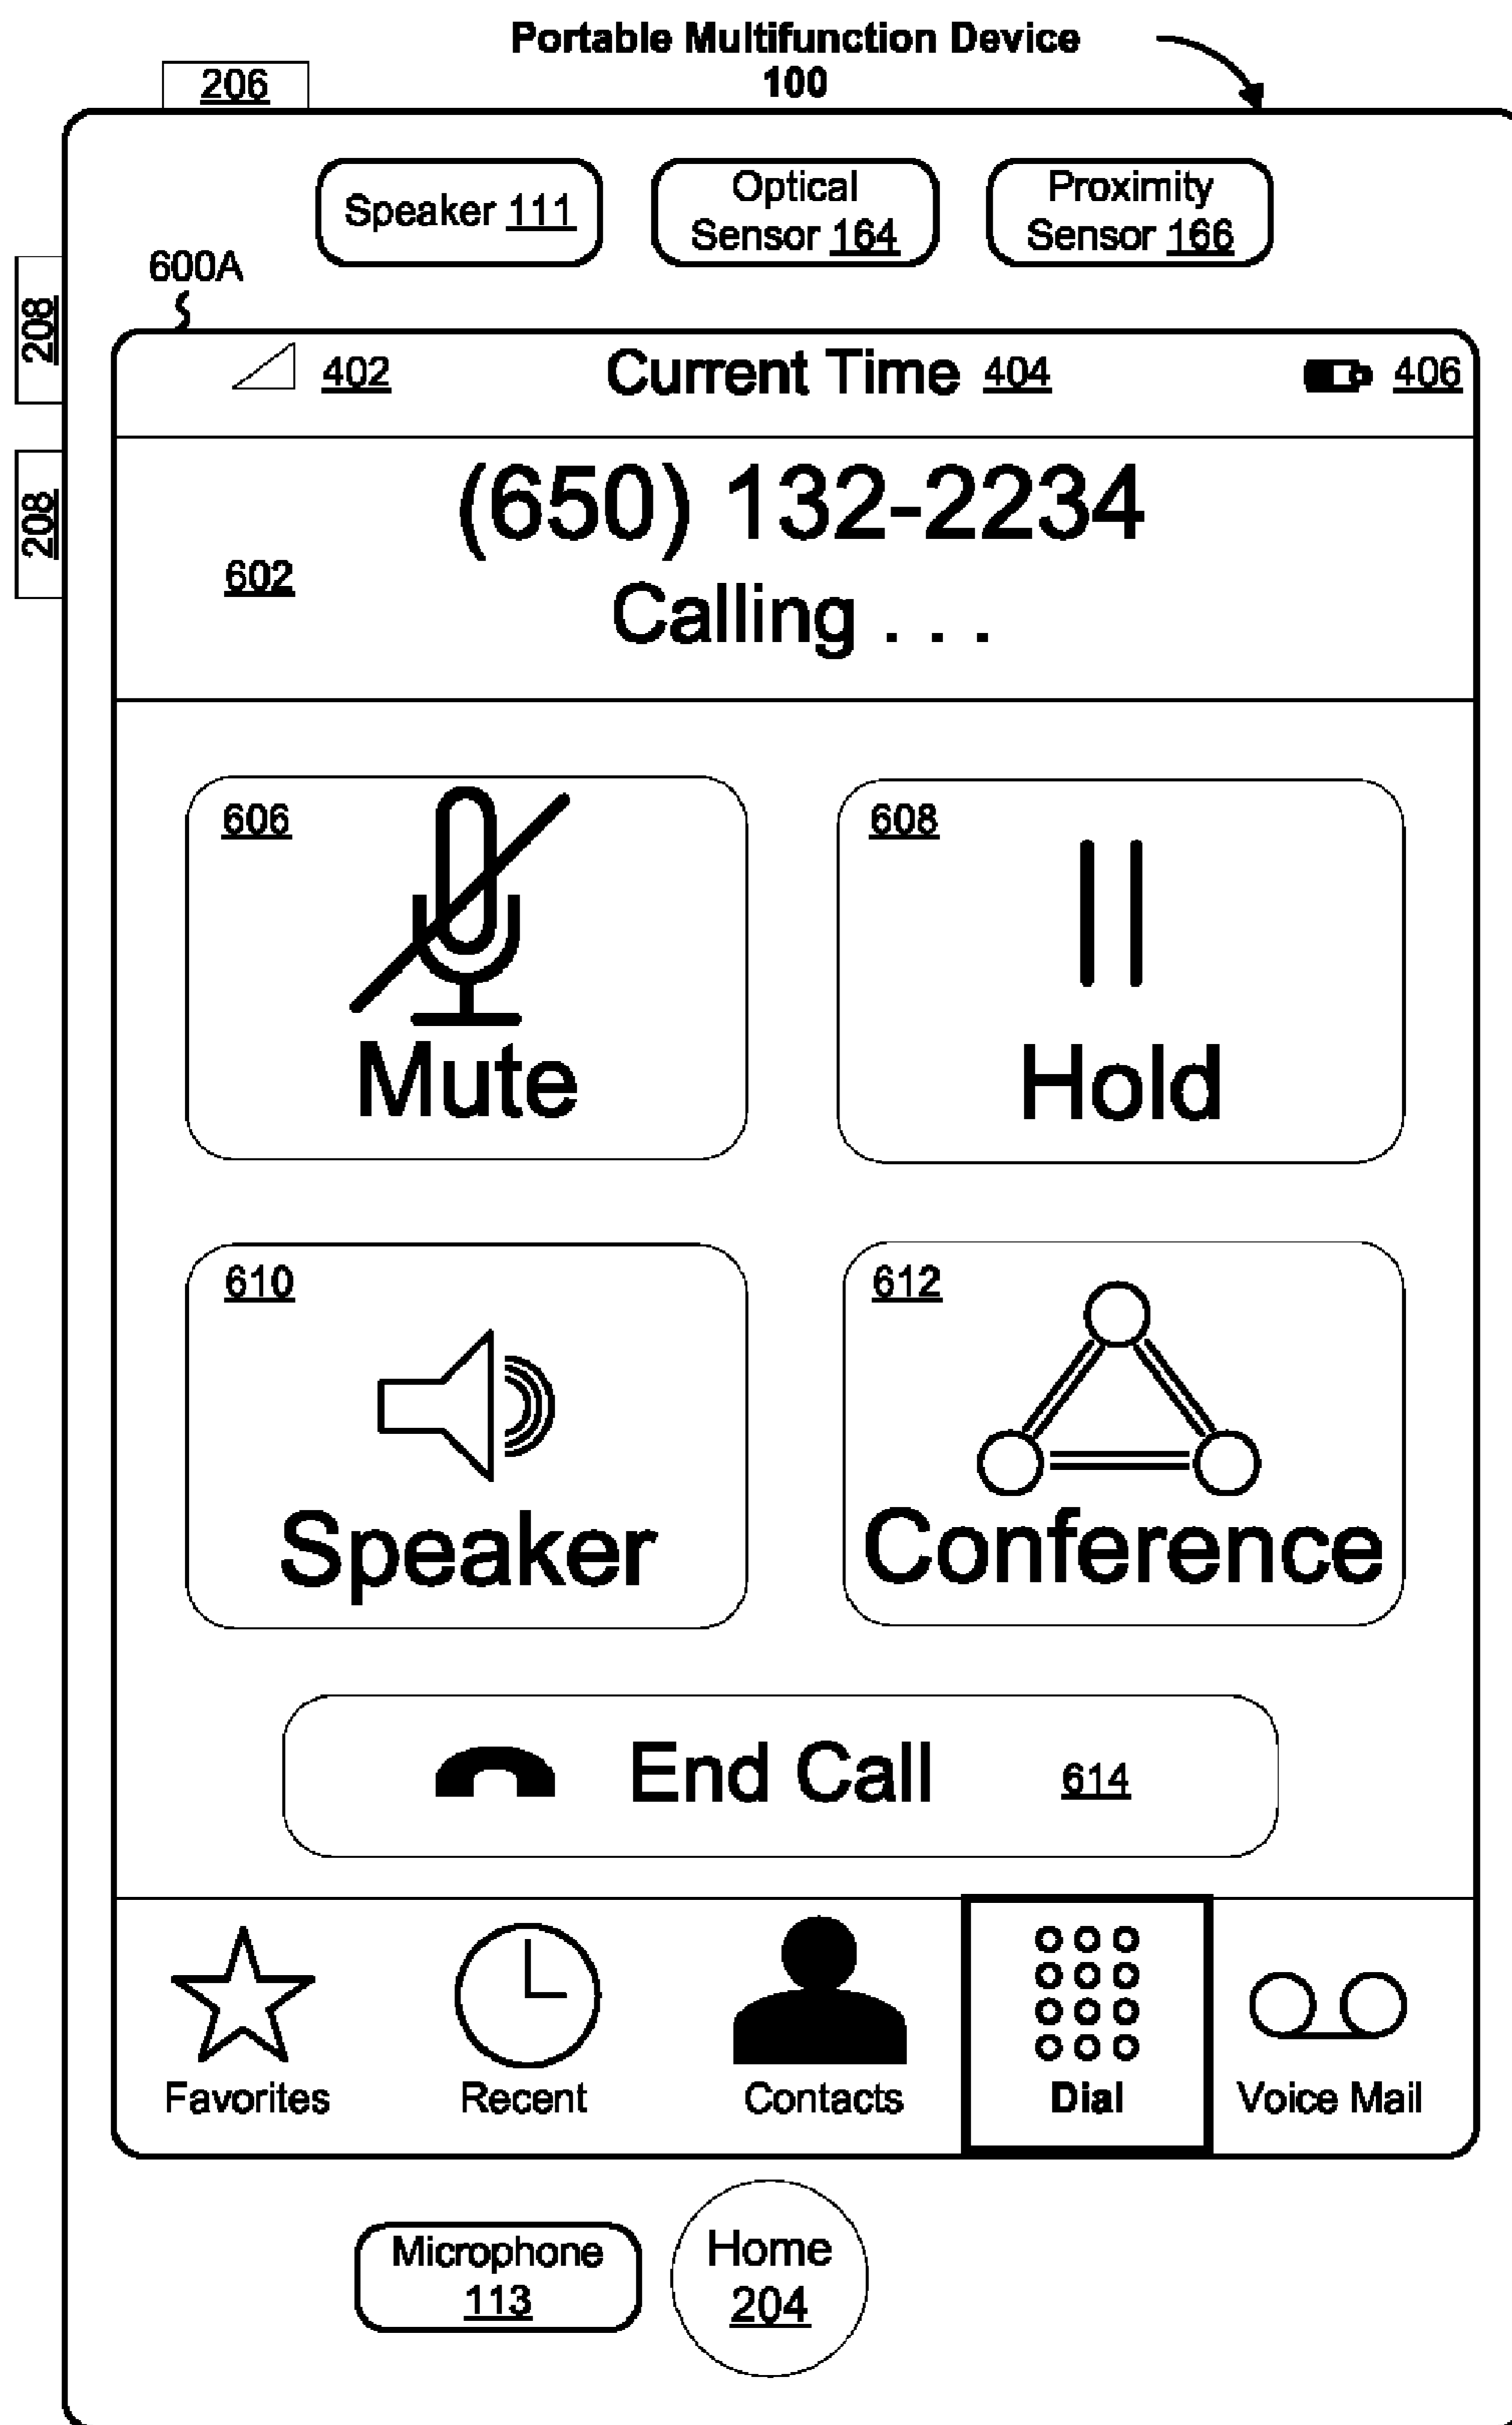 Portable Multifunction Device
100
206
Speaker 111
Optical
Sensor 164
Proximity
Sensor 166
600A
208
208
402
Current Time 404
406
(650) 132-2234
602
Calling . . .
606
Mute
608
Hold
610
Speaker
612
Conference
End Call 614
Favorites
Recent
Contacts
Dial
Voice Mail
Microphone
113
Home
204